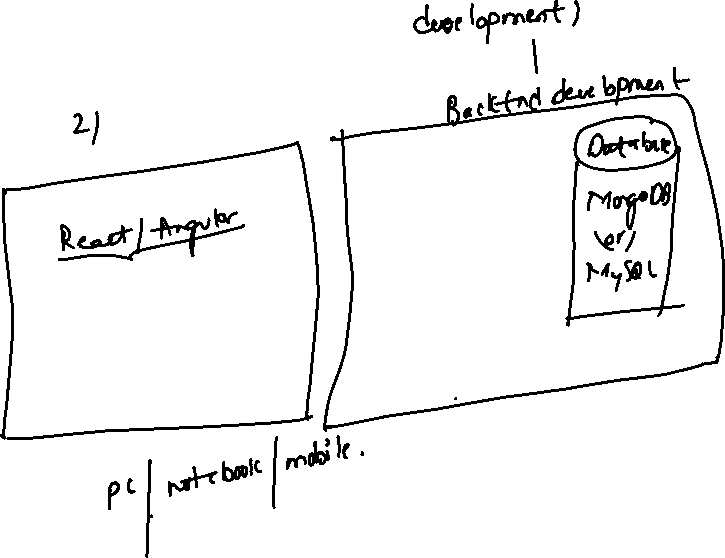 development)
BackEnd development
2)
Database
React/Angular
MongoDB
(or)
MySQL
pc/notebook/mobile.